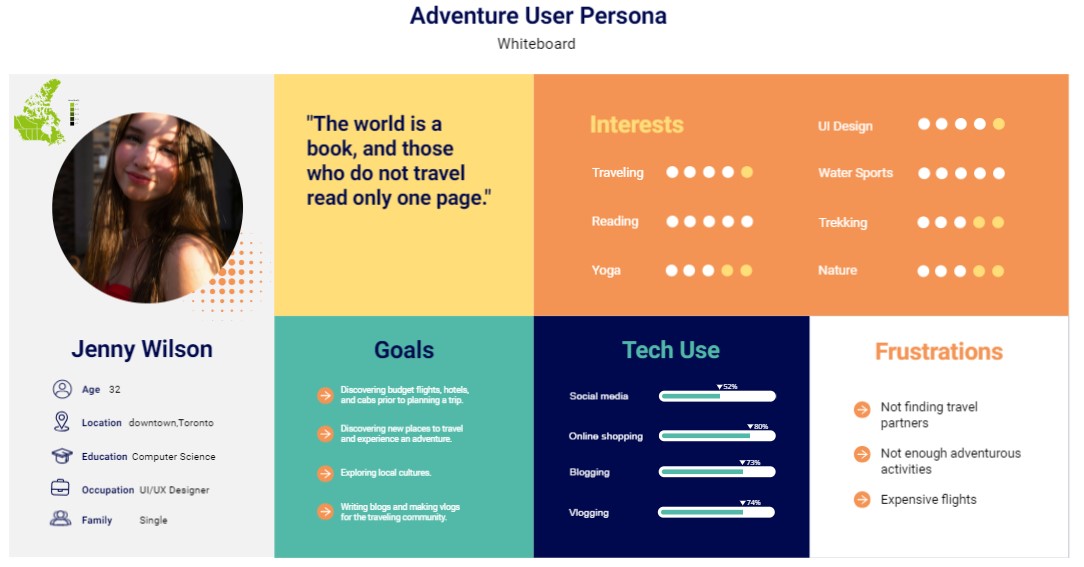 Adventure User Persona
Whiteboard
Jenny Wilson
Age 32
Location downtown,Toronto
Education Computer Science
Occupation UI/UX Designer
Family Single
"The world is a
book, and those
who do not travel
read only one page."
Interests
Traveling
Reading
Yoga
UI Design
Water Sports
Trekking
Nature
Goals
Discovering budget flights, hotels,
and cabs prior to planning a trip.
Discovering new places to travel
and experience an adventure.
Exploring local cultures.
Writing blogs and making vlogs
for the traveling community.
Tech Use
Social media 52%
Online shopping 80%
Blogging 73%
Vlogging 74%
Frustrations
Not finding travel
partners
Not enough adventurous
activities
Expensive flights